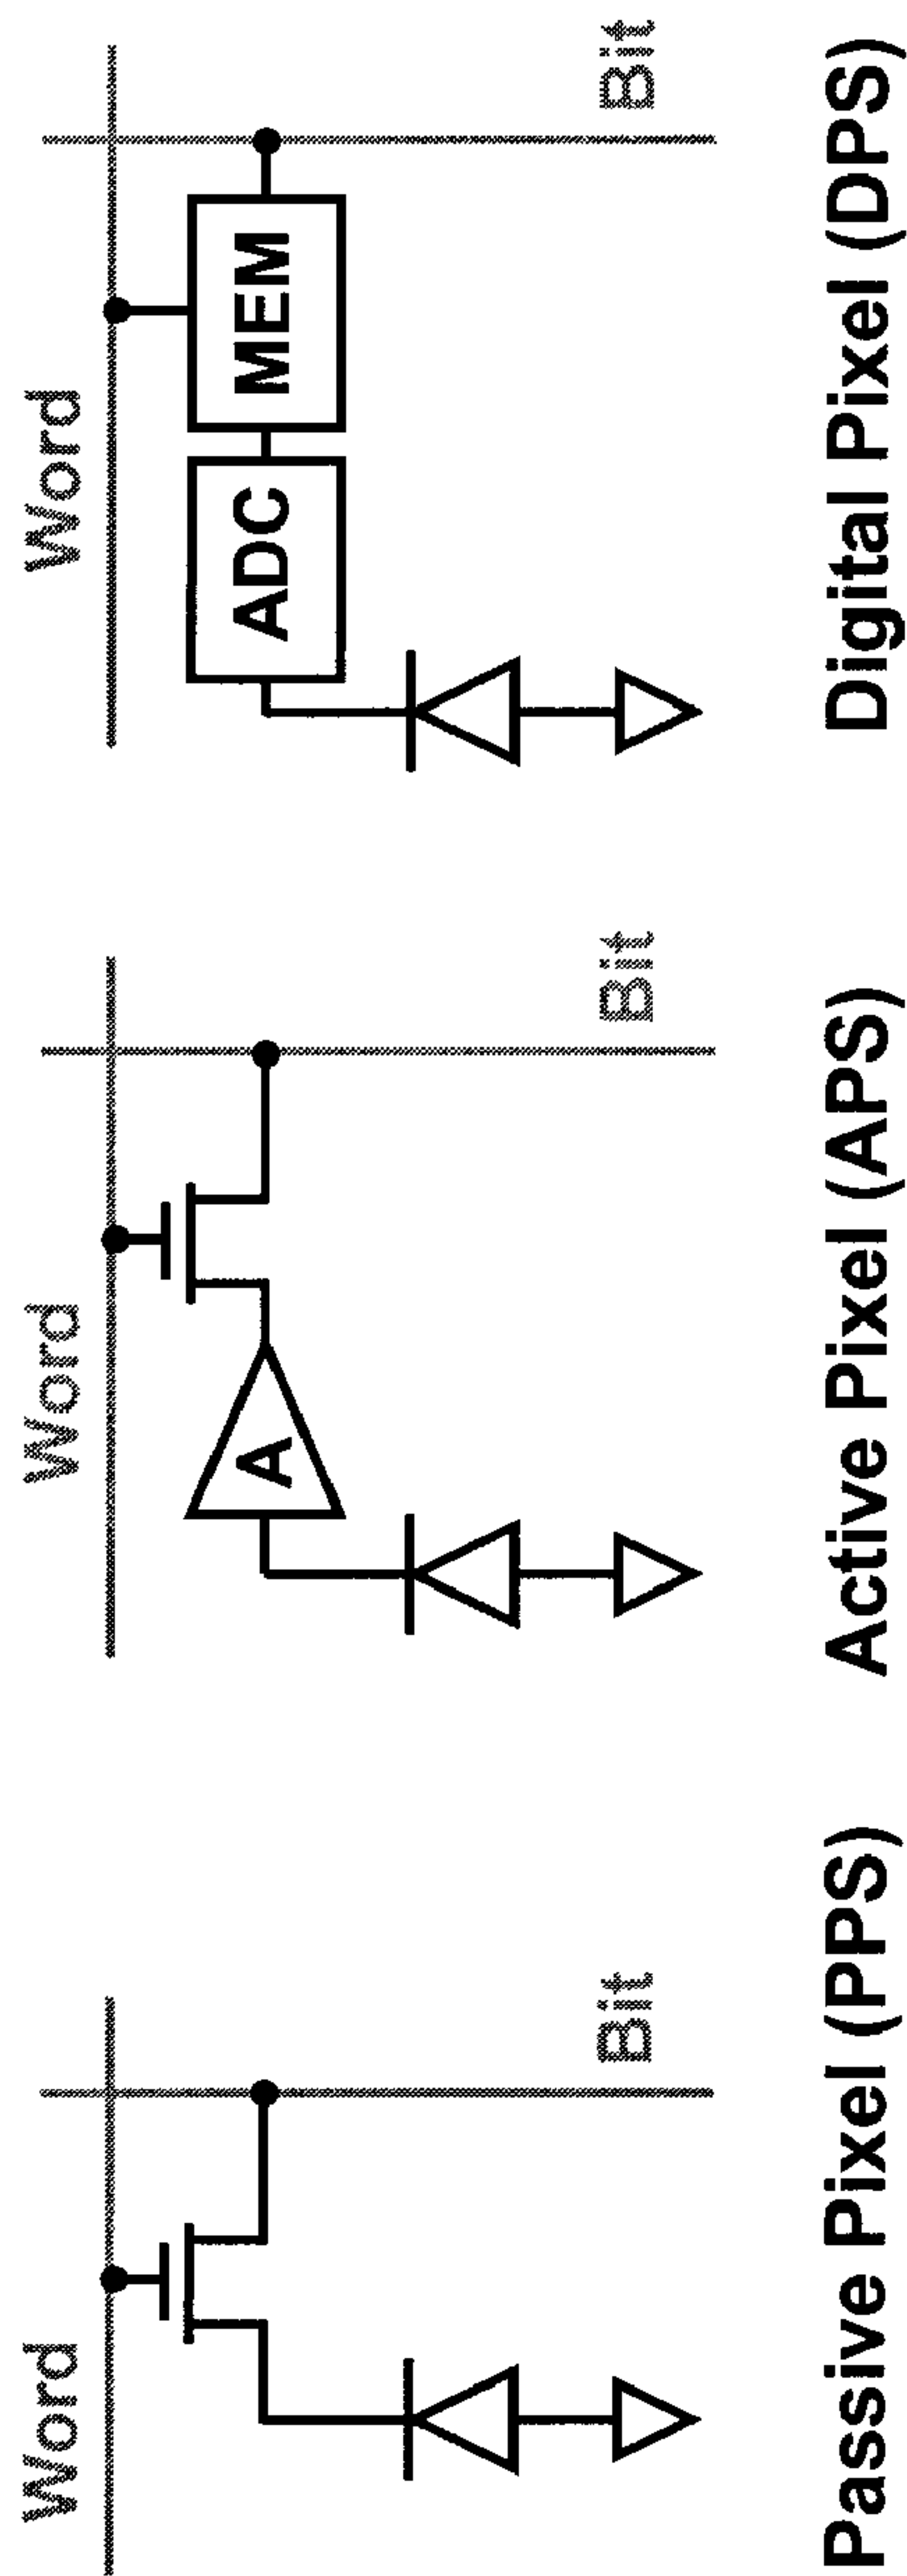 Word
Bit
Passive Pixel (PPS)
Word
A
Bit
Active Pixel (APS)
Word
ADC
MEM
Bit
Digital Pixel (DPS)